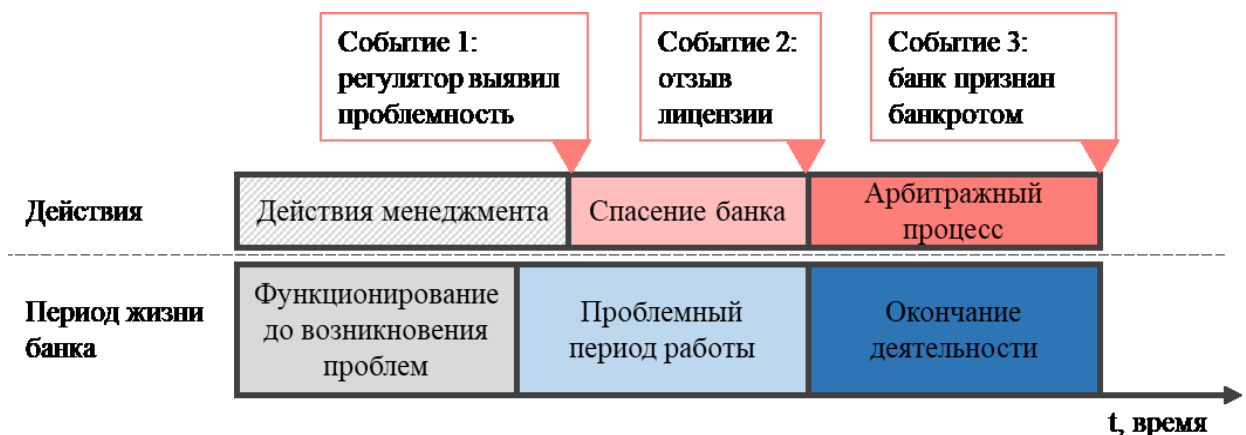 Событие 1:
регулятор выявил
проблемность
Событие 2:
отзыв
лицензии
Событие 3:
банк признан
банкротом
Действия
Действия менеджмента
Спасение банка
Арбитражный
процесс
Период жизни
банка
Функционирование
до возникновения
проблем
Проблемный
период работы
Окончание
деятельности
t, время